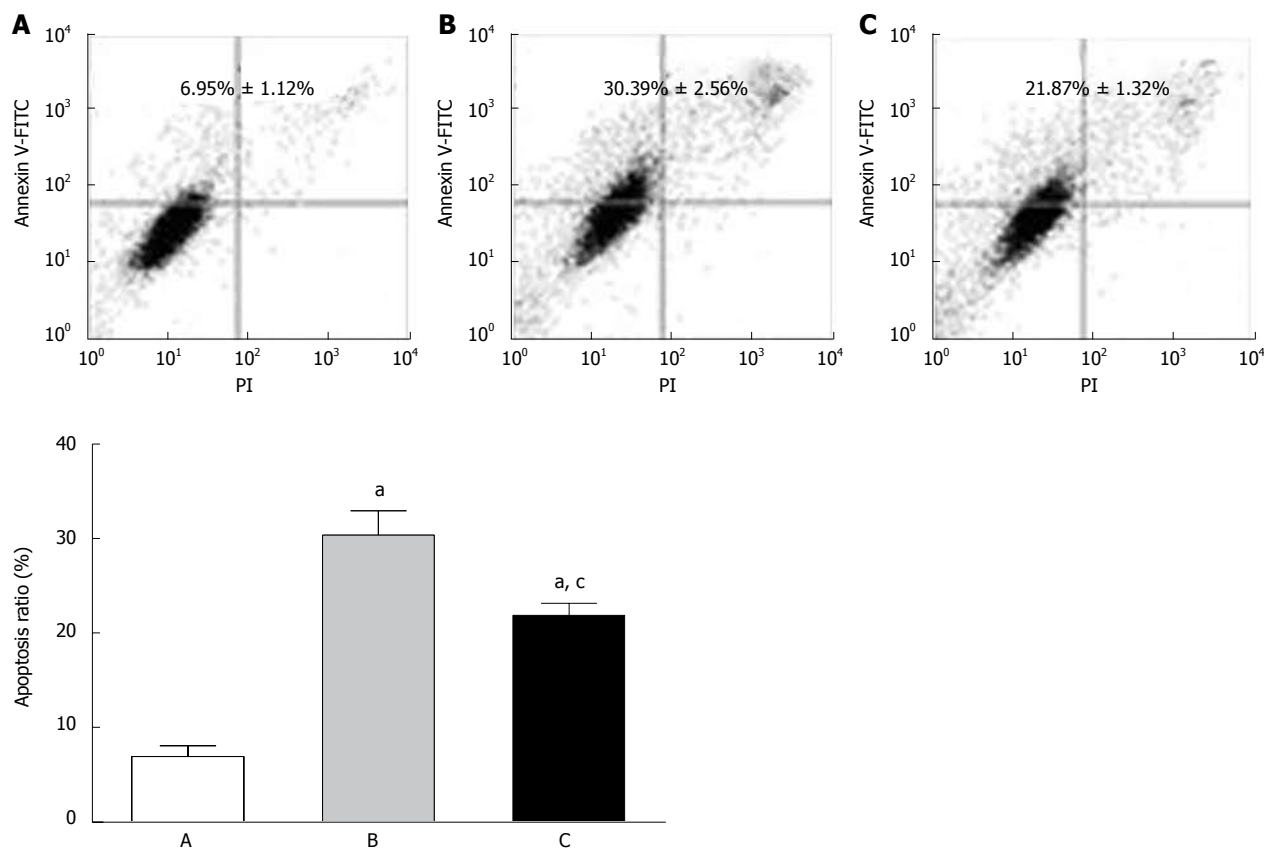 A
10⁴
10³
10²
10¹
10⁰
Annexin V-FITC
6.95% ± 1.12%
10⁰ 10¹ 10² 10³ 10⁴
PI
B
10⁴
10³
10²
10¹
10⁰
Annexin V-FITC
30.39% ± 2.56%
10⁰ 10¹ 10² 10³ 10⁴
PI
C
10⁴
10³
10²
10¹
10⁰
Annexin V-FITC
21.87% ± 1.32%
10⁰ 10¹ 10² 10³ 10⁴
PI
40
30
20
10
0
Apoptosis ratio (%)
a
a, c
A B C